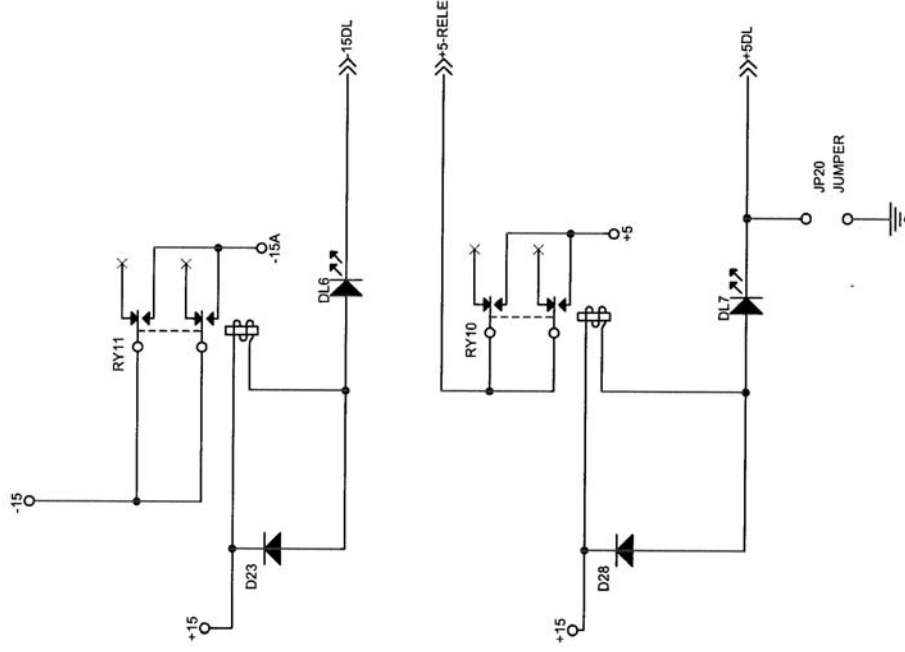 -15
RY11
-15A
-15DL
DL6
+15
D23
+5-RELE
RY10
+5
+5DL
DL7
JP20
JUMPER
+15
D28